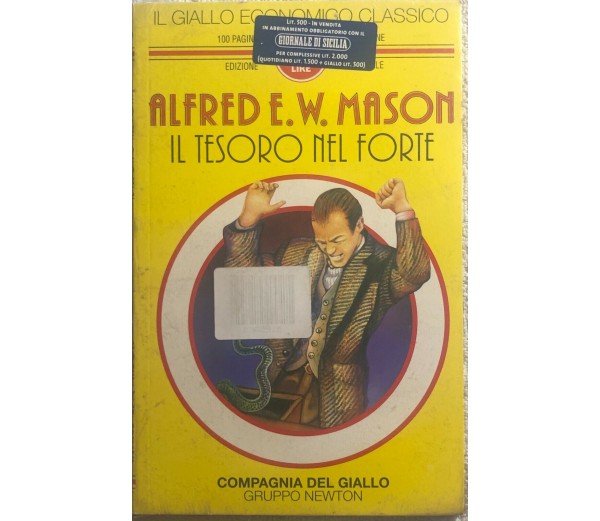 IL GIALLO ECONOMICO CLASSICO
LIT. 500 - IN VENDITA
IN ABBINAMENTO OBBLIGATORIO CON IL
GIORNALE DI SICILIA
PER COMPLESSIVE LIT. 2.000
(QUOTIDIANO LIT. 1.500 + GIALLO LIT. 500)
100 PAGIN
NE
EDIZIONE
LIRE
LE
ALFRED E. W. MASON
IL TESORO NEL FORTE
COMPAGNIA DEL GIALLO
GRUPPO NEWTON